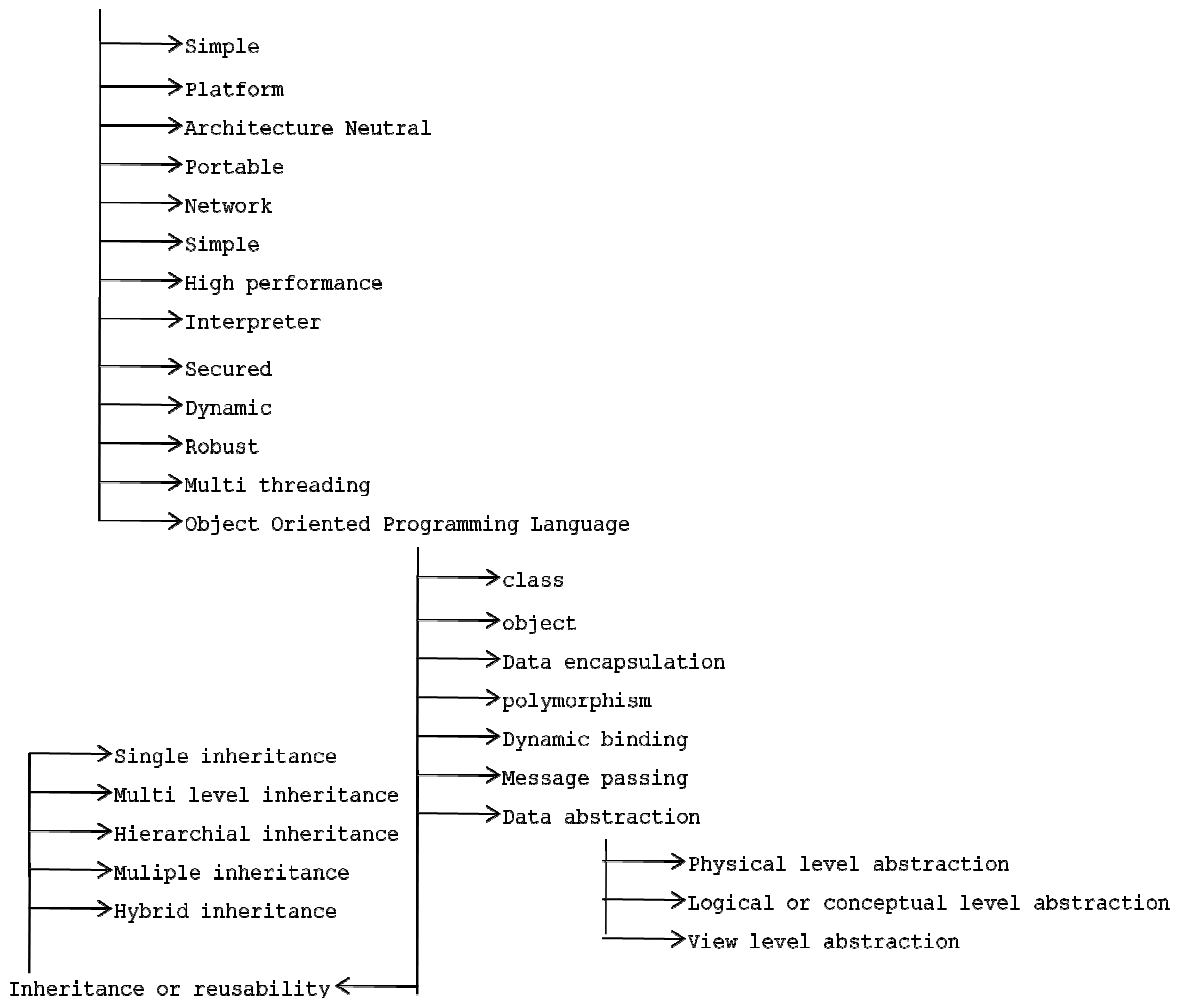 Simple
Platform
Architecture Neutral
Portable
Network
Simple
High performance
Interpreter
Secured
Dynamic
Robust
Multi threading
Object Oriented Programming Language
class
object
Data encapsulation
polymorphism
Dynamic binding
Message passing
Data abstraction
Physical level abstraction
Logical or conceptual level abstraction
View level abstraction
Single inheritance
Multi level inheritance
Hierarchial inheritance
Muliple inheritance
Hybrid inheritance
Inheritance or reusability